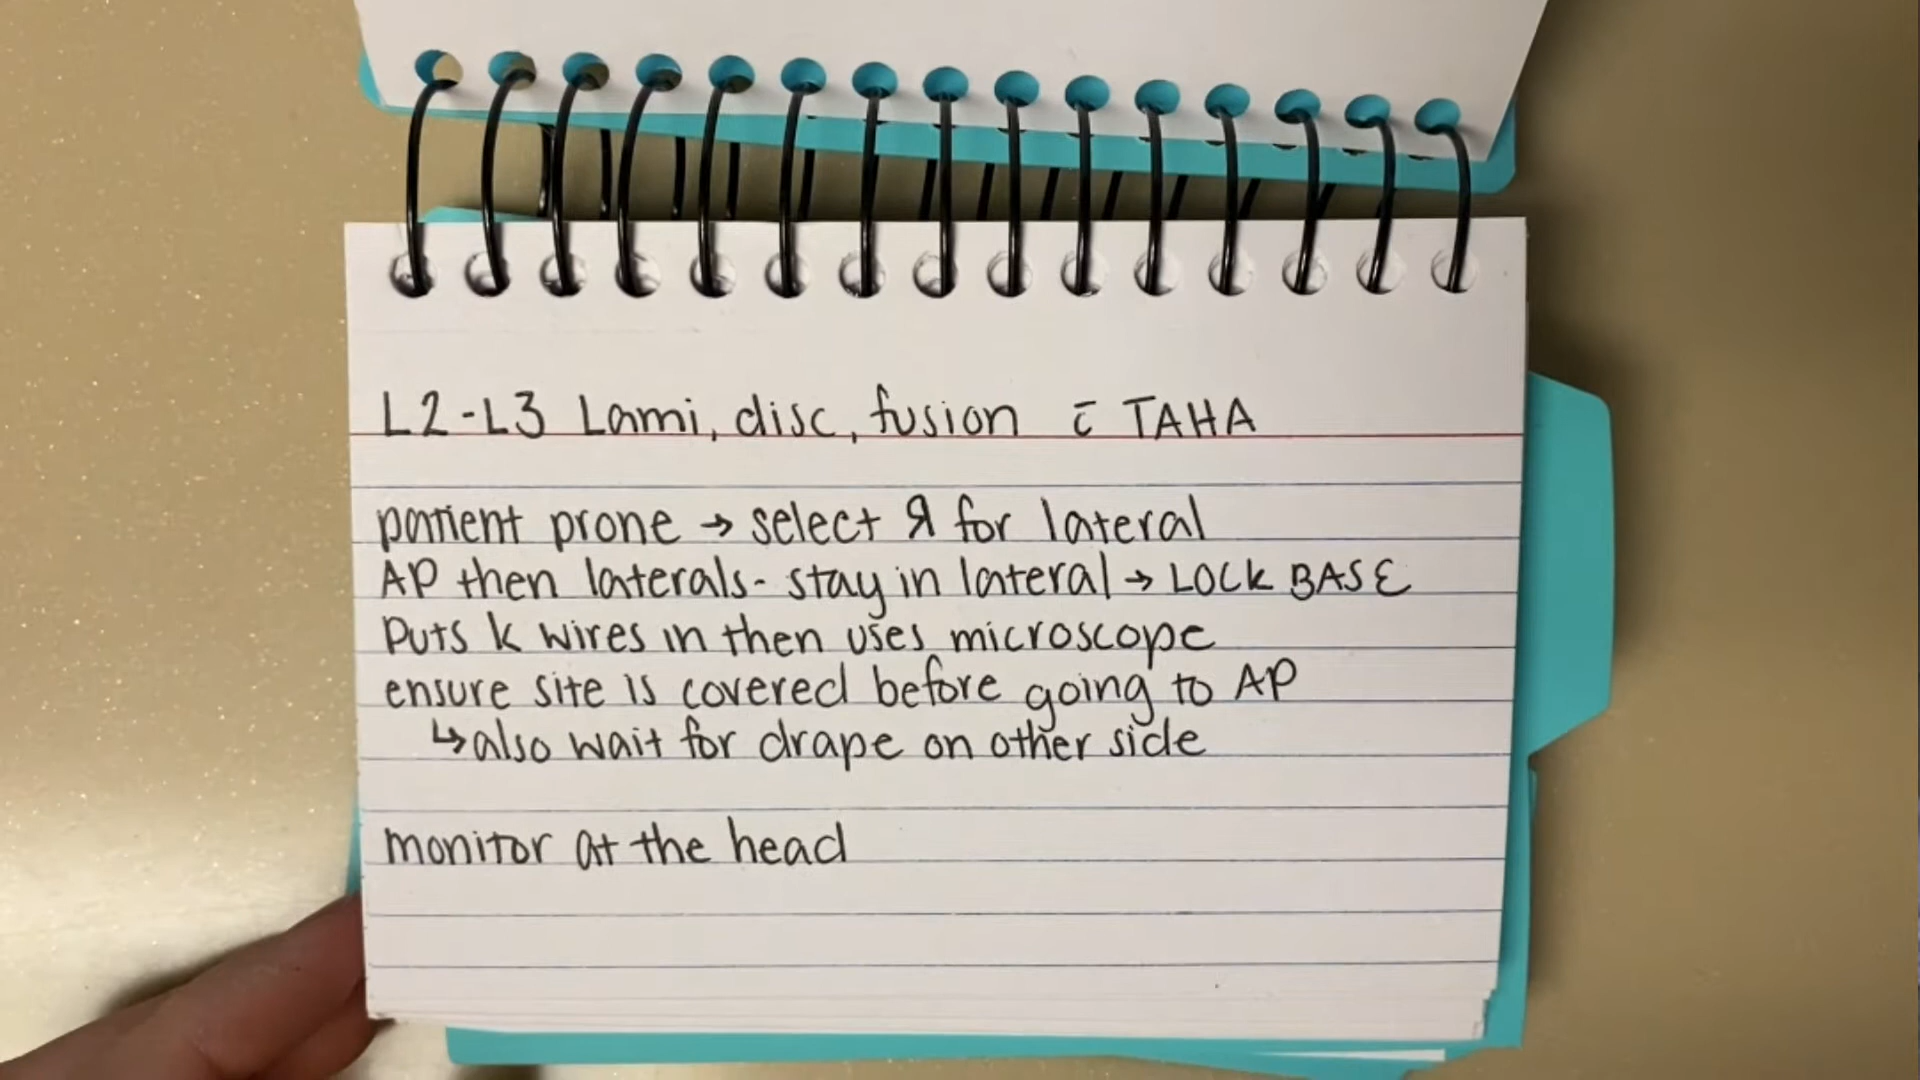 L2-L3 Lami, disc, fusion c̄ TAHA
patient prone → select Я for lateral
AP then laterals - stay in lateral → LOCK BASE
Puts k wires in then uses microscope
ensure site is covered before going to AP
↳ also wait for drape on other side
monitor at the head